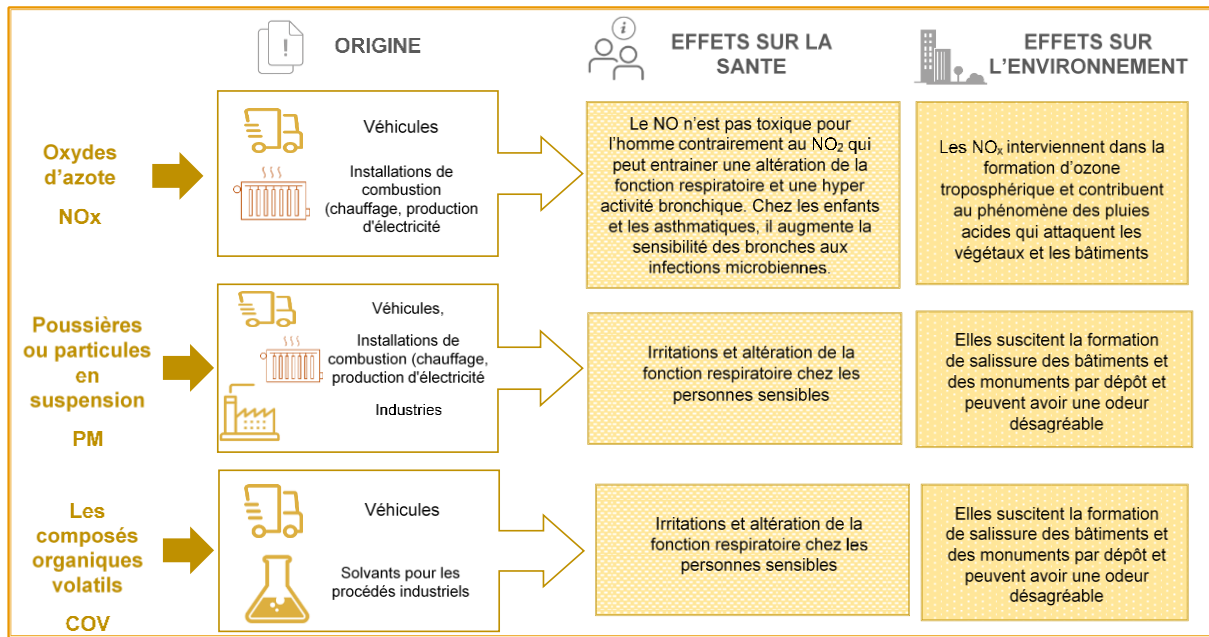 ORIGINE
EFFETS SUR LA
SANTE
EFFETS SUR
L'ENVIRONNEMENT
Oxydes
d'azote
NOx
Véhicules
Installations de
combustion
(chauffage, production
d'électricité
Le NO n'est pas toxique pour
l'homme contrairement au NO₂ qui
peut entrainer une altération de la
fonction respiratoire et une hyper
activité bronchique. Chez les enfants
et les asthmatiques, il augmente la
sensibilité des bronches aux
infections microbiennes.
Les NOₓ interviennent dans la
formation d'ozone
troposphérique et contribuent
au phénomène des pluies
acides qui attaquent les
végétaux et les bâtiments
Poussières
ou particules
en
suspension
PM
Véhicules,
Installations de
combustion (chauffage,
production d'électricité
Industries
Irritations et altération de la
fonction respiratoire chez les
personnes sensibles
Elles suscitent la formation
de salissure des bâtiments et
des monuments par dépôt et
peuvent avoir une odeur
désagréable
Les
composés
organiques
volatils
COV
Véhicules
Solvants pour les
procédés industriels
Irritations et altération de la
fonction respiratoire chez les
personnes sensibles
Elles suscitent la formation
de salissure des bâtiments et
des monuments par dépôt et
peuvent avoir une odeur
désagréable